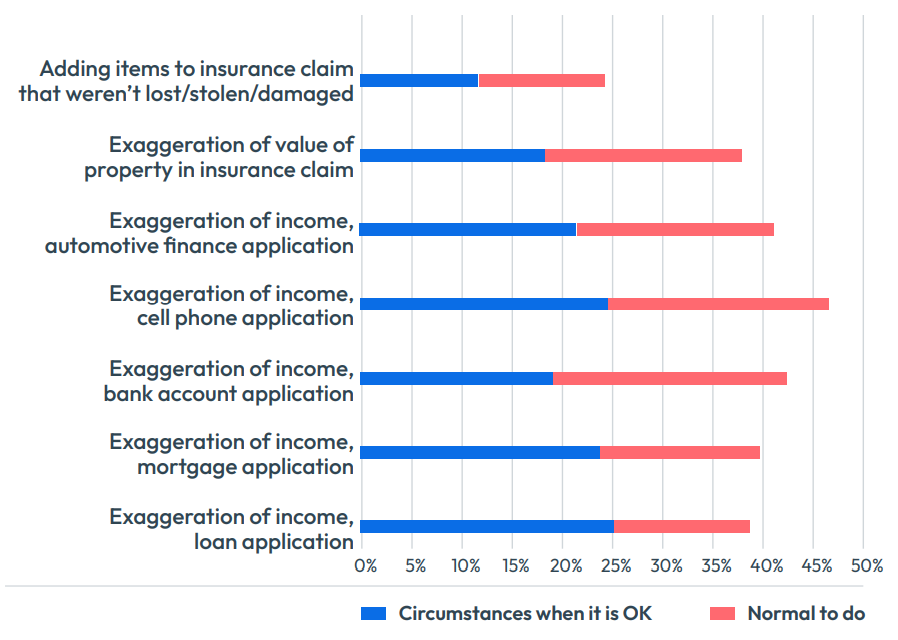 Adding items to insurance claim
that weren’t lost/stolen/damaged
Exaggeration of value of
property in insurance claim
Exaggeration of income,
automotive finance application
Exaggeration of income,
cell phone application
Exaggeration of income,
bank account application
Exaggeration of income,
mortgage application
Exaggeration of income,
loan application
0% 5% 10% 15% 20% 25% 30% 35% 40% 45% 50%
Circumstances when it is OK Normal to do